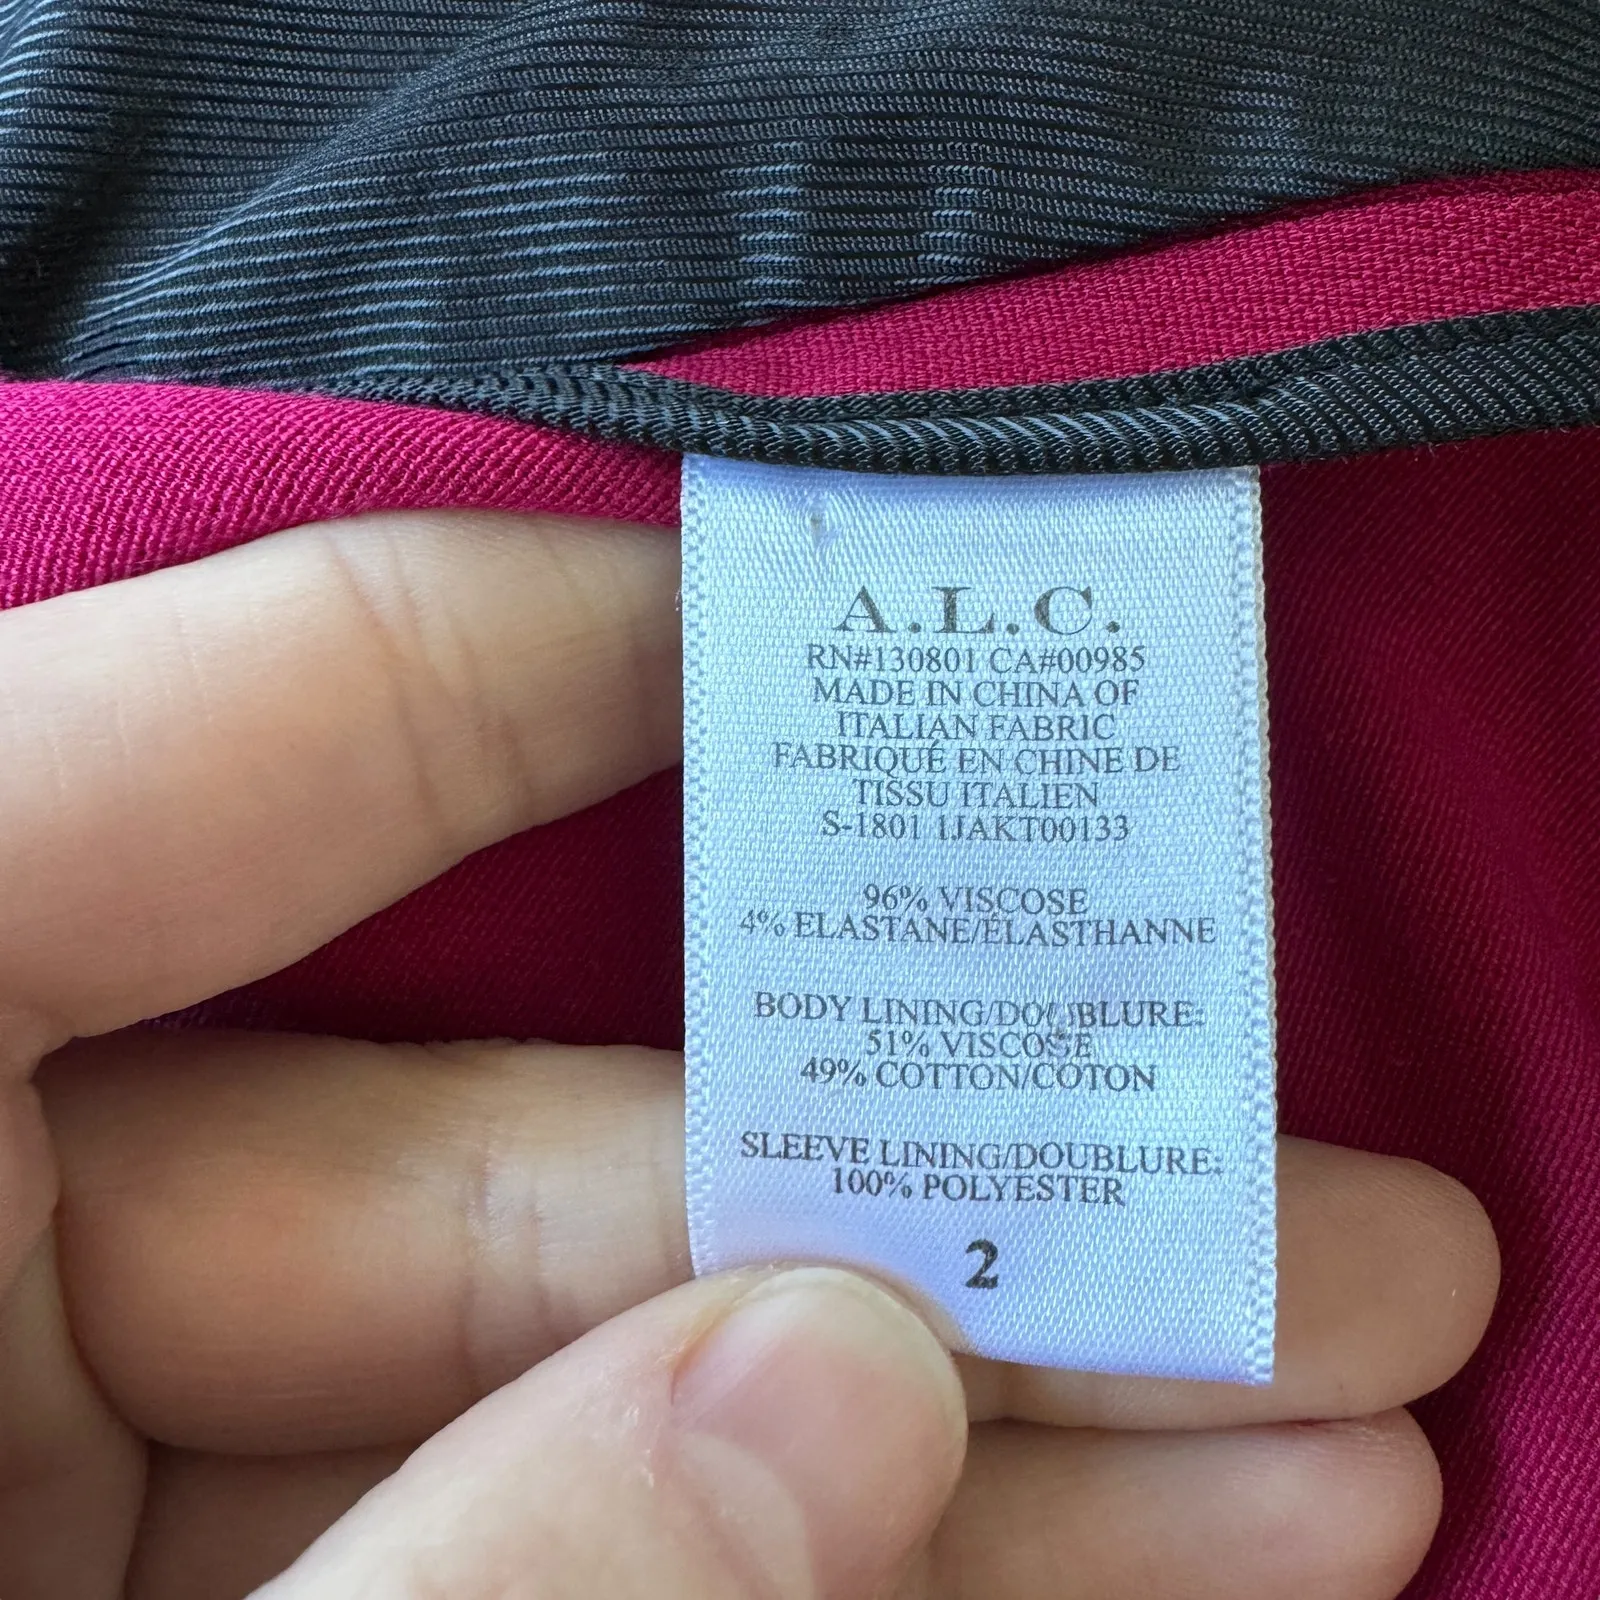 A.L.C.
RN#130801 CA#00985
MADE IN CHINA OF
ITALIAN FABRIC
FABRIQUÉ EN CHINE DE
TISSU ITALIEN
S-1801 1JAKT00133
96% VISCOSE
4% ELASTANE/ÉLASTHANNE
BODY LINING/DOUBLURE:
51% VISCOSE
49% COTTON/COTON
SLEEVE LINING/DOUBLURE:
100% POLYESTER
2